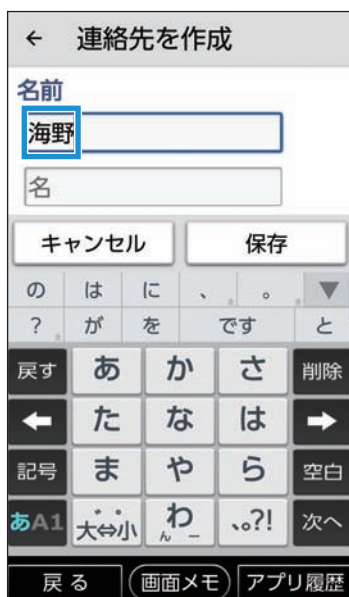 ← 連絡先を作成
名前
海野
名
キャンセル 保存
の は に 、 。 ▼
? が を です と
戻す あ か さ 削除
← た な は →
記号 ま や ら 空白
あA1 大⇔小 わ ん ー 、。?! 次へ
戻る 画面メモ アプリ履歴